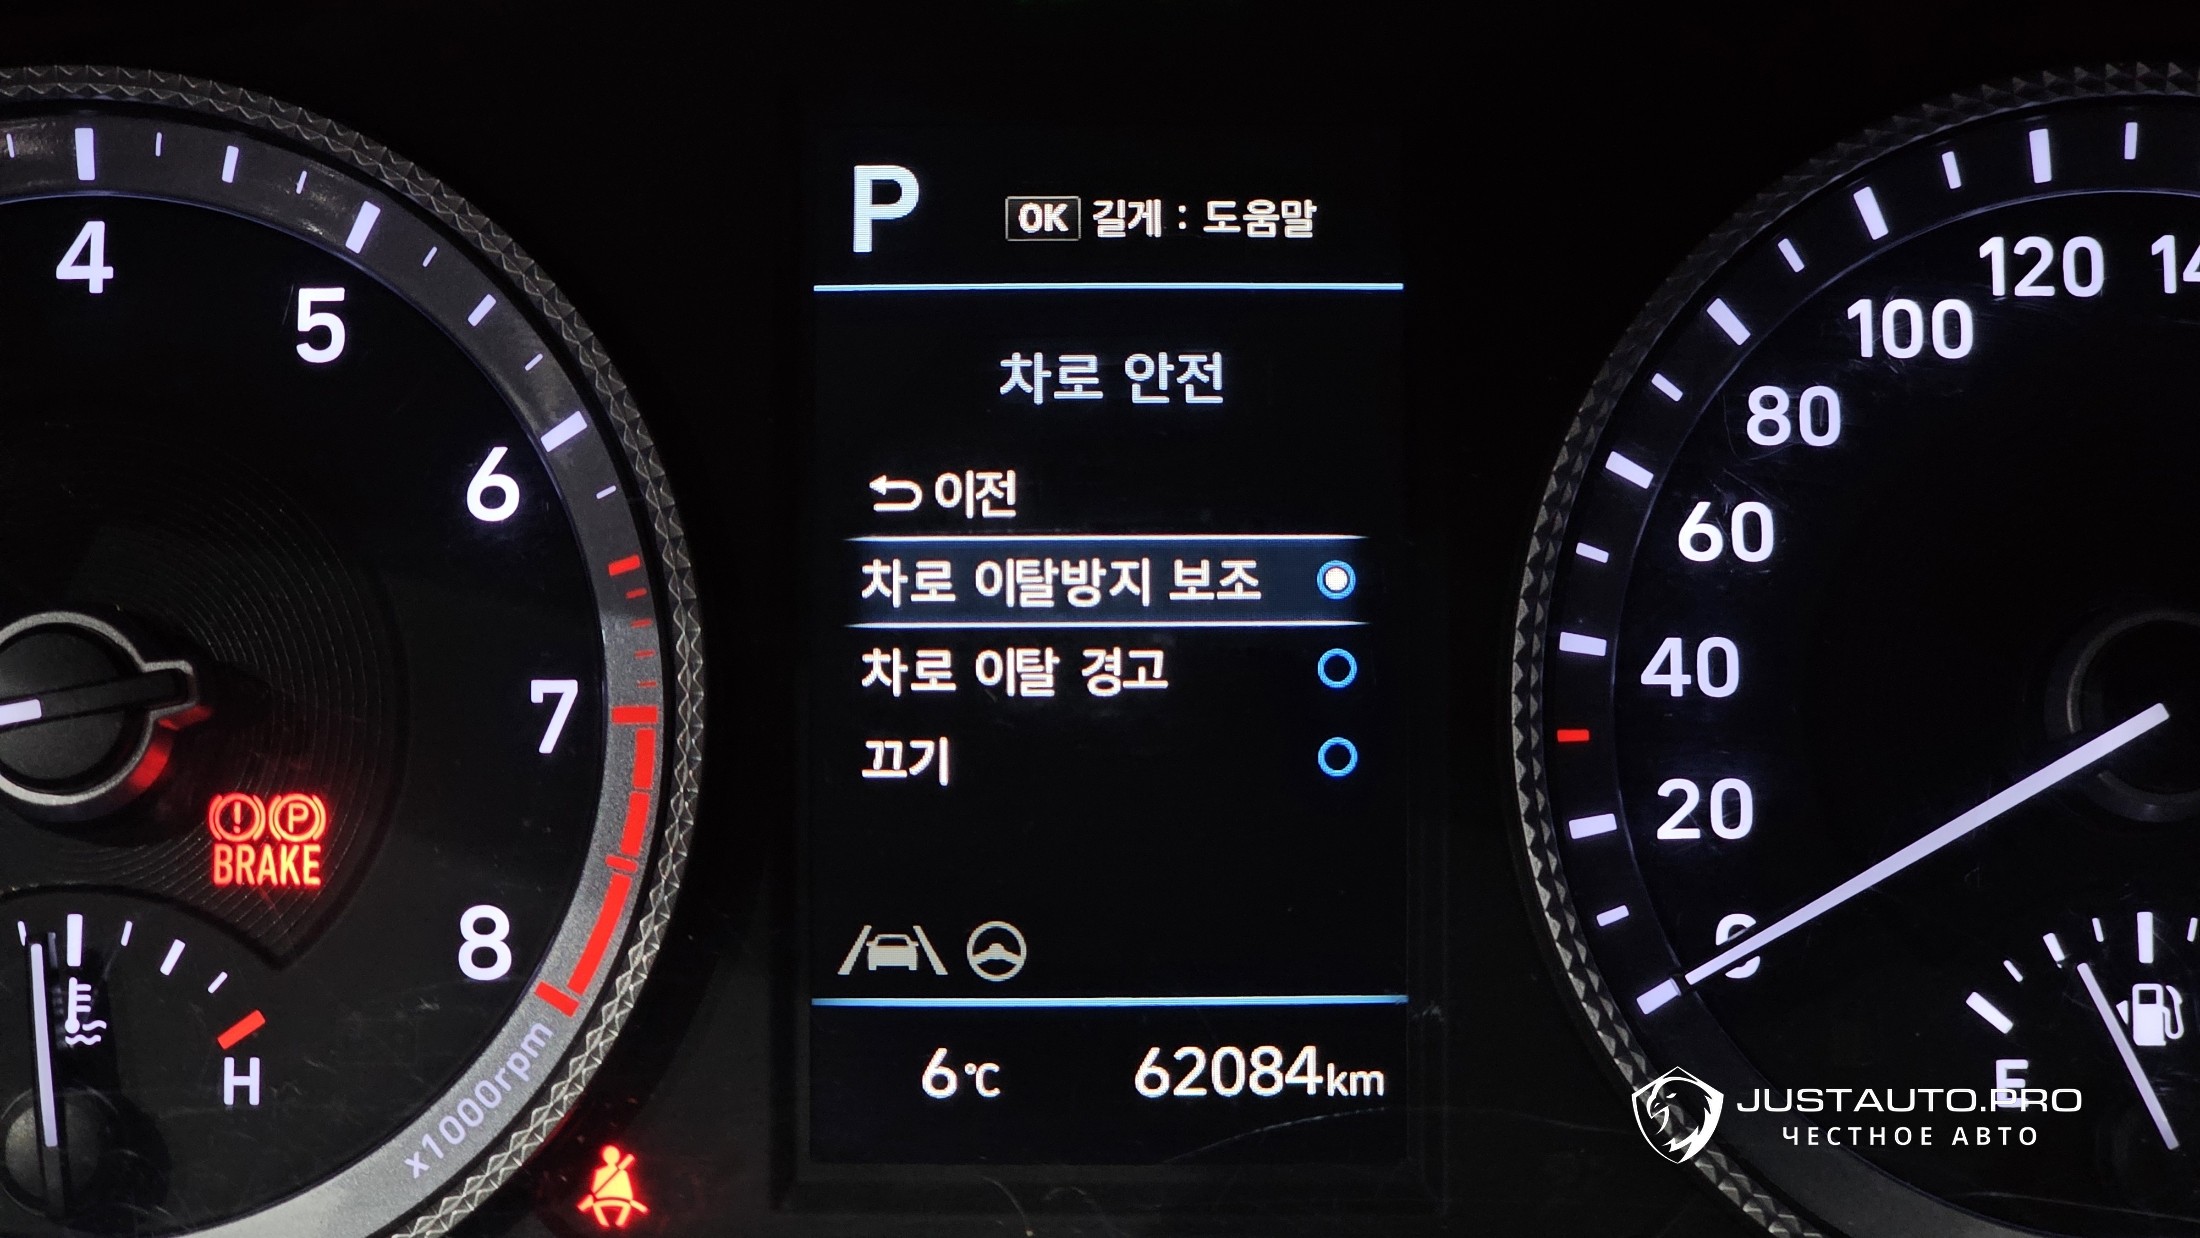 4
5
6
7
8
x1000rpm
BRAKE
H
P
OK 길게 : 도움말
차로 안전
이전
차로 이탈방지 보조
차로 이탈 경고
끄기
6℃ 62084km
14
120
100
80
60
40
20
0
E
JUSTAUTO.PRO
ЧЕСТНОЕ АВТО